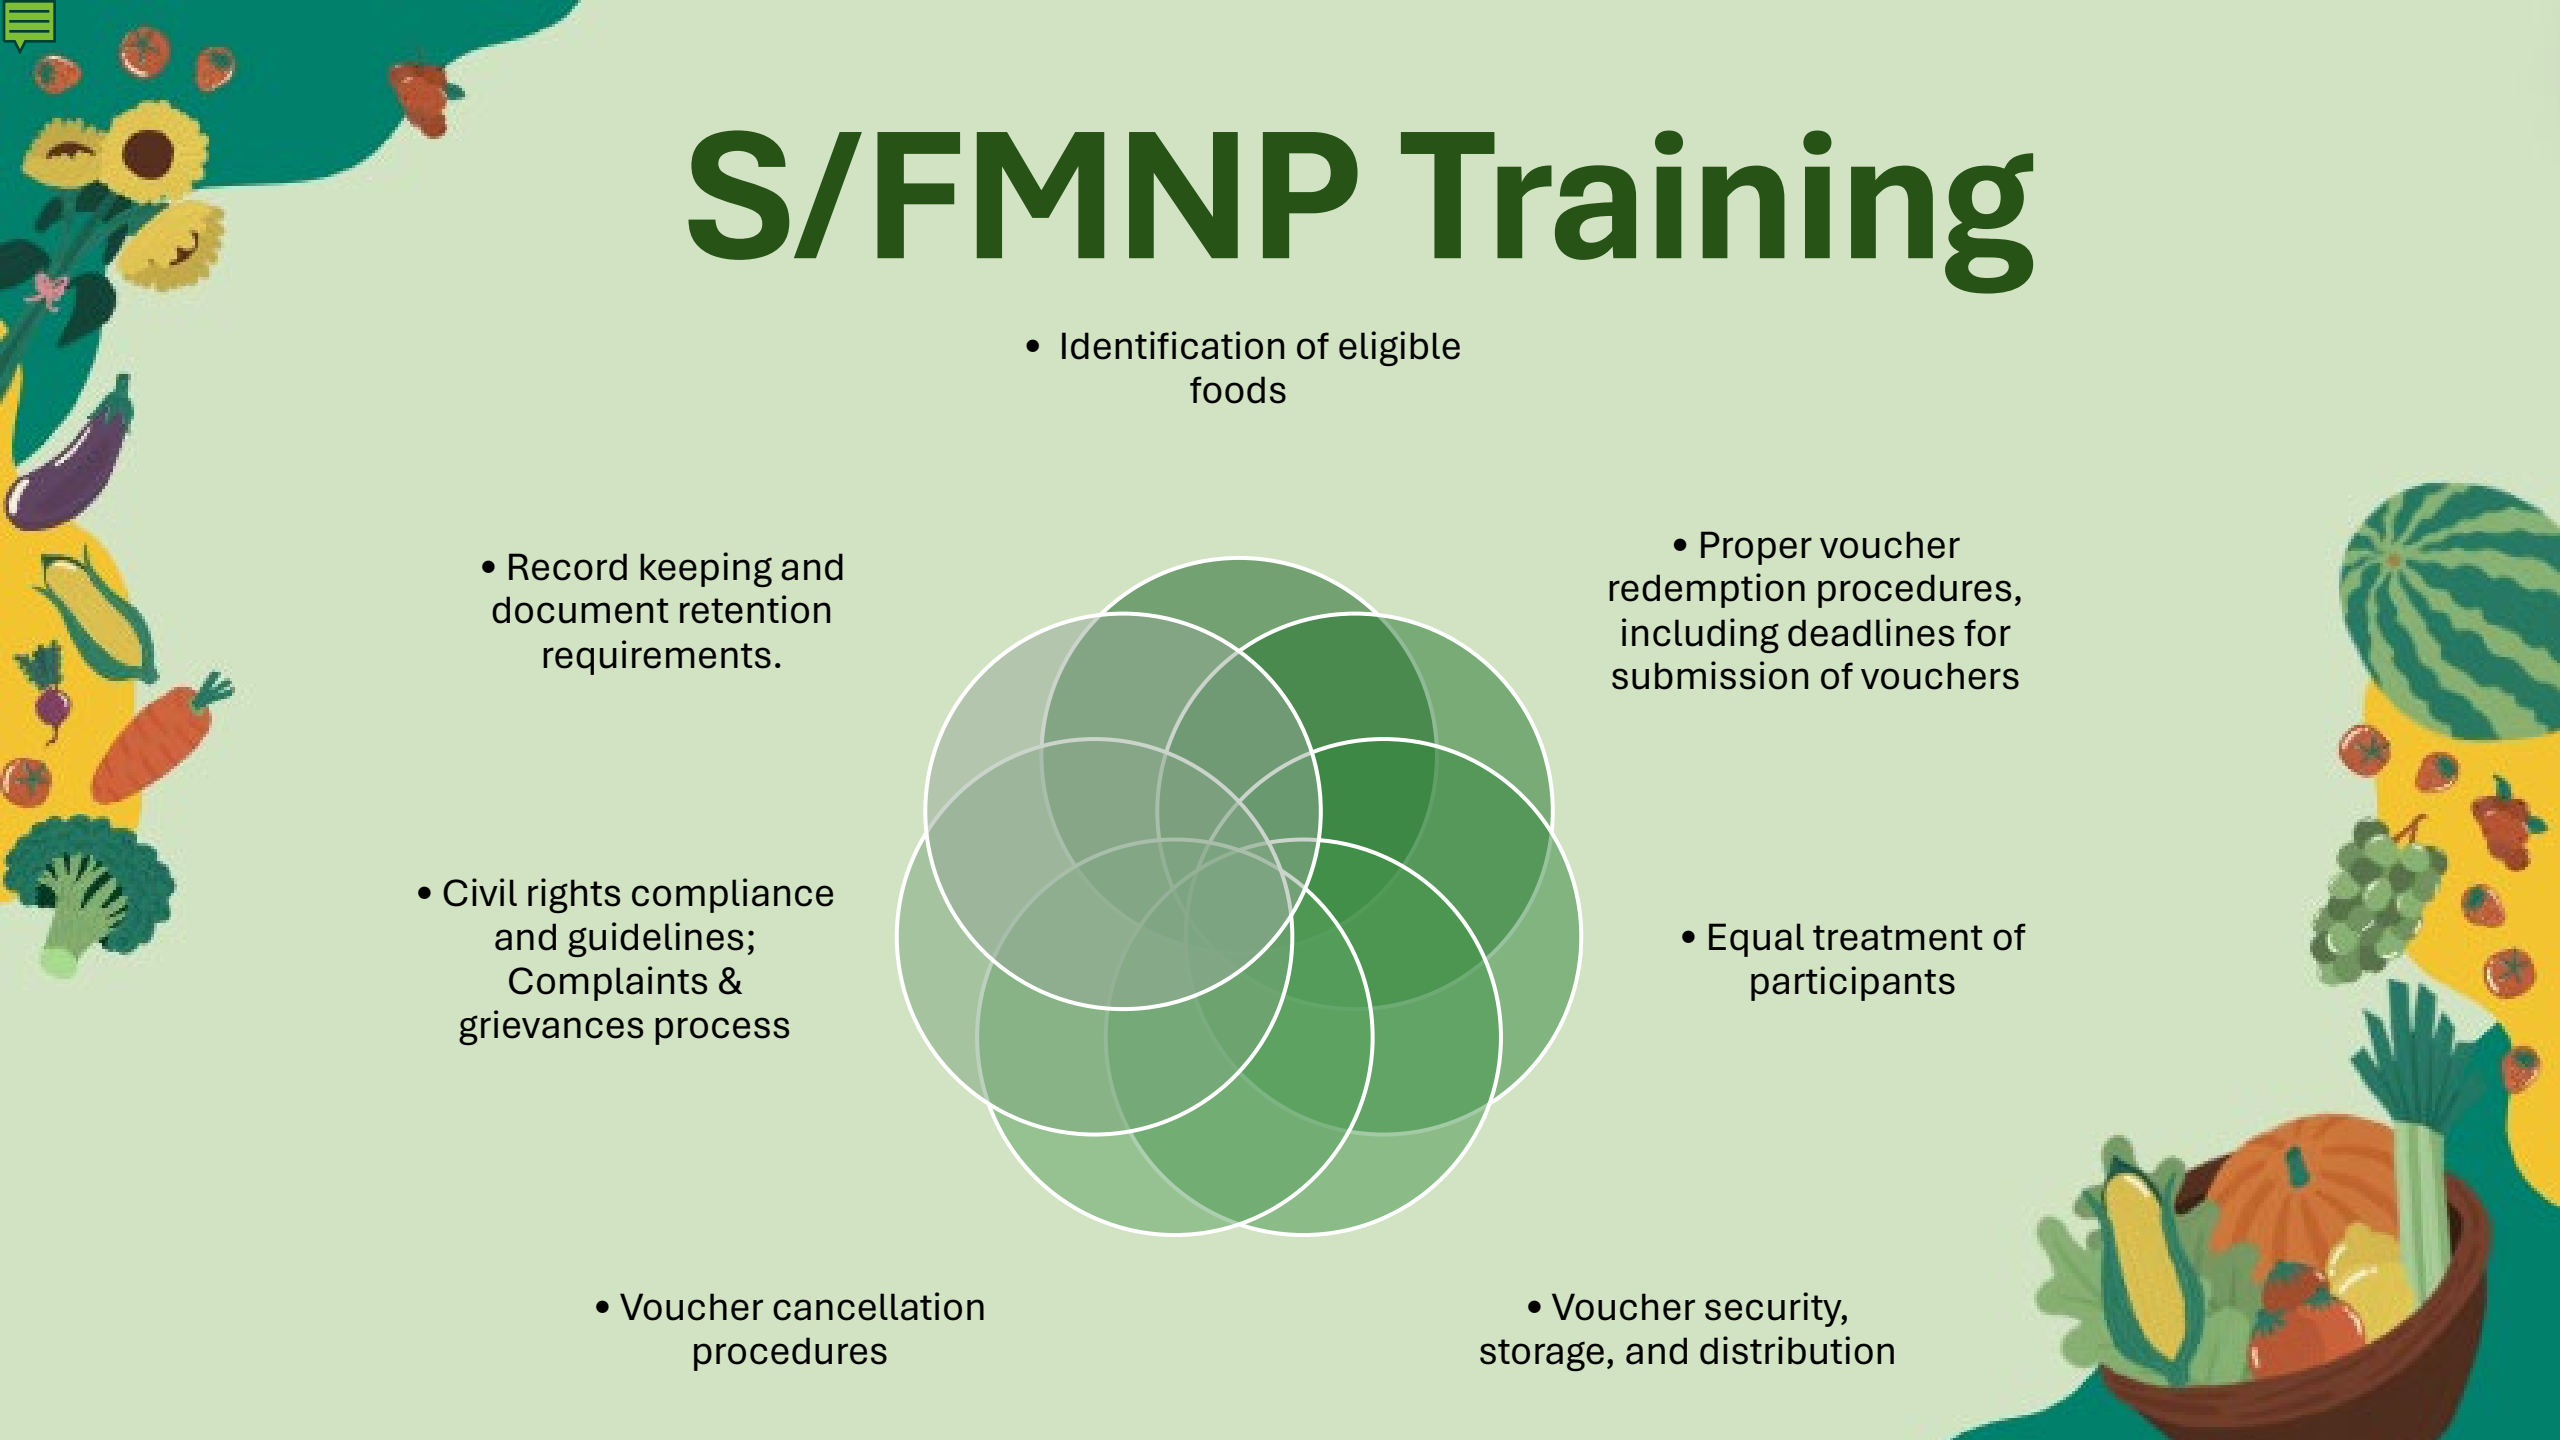 S/FMNP Training
• Identification of eligible
foods
• Proper voucher
redemption procedures,
including deadlines for
submission of vouchers
• Equal treatment of
participants
• Voucher security,
storage, and distribution
• Voucher cancellation
procedures
• Civil rights compliance
and guidelines;
Complaints &
grievances process
• Record keeping and
document retention
requirements.